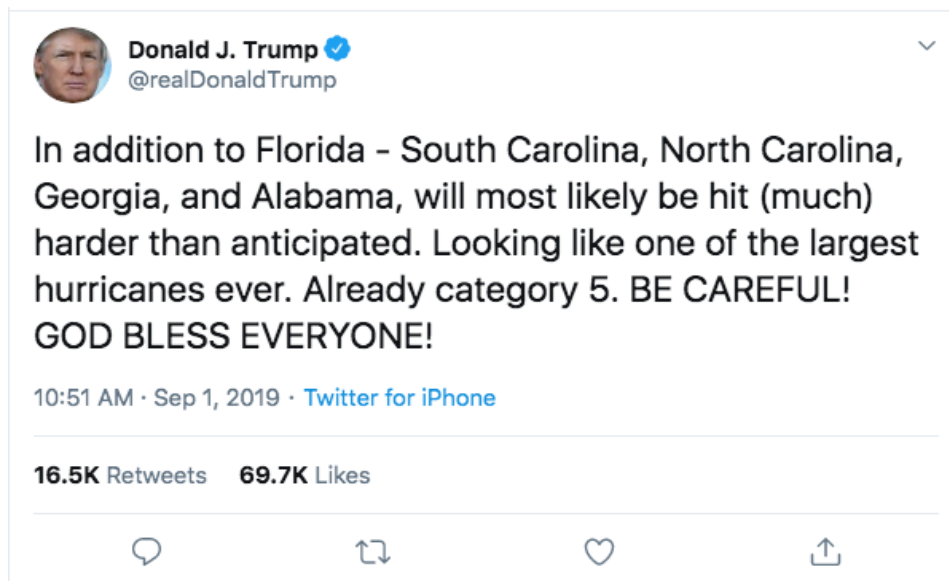 Donald J. Trump
@realDonaldTrump
In addition to Florida - South Carolina, North Carolina,
Georgia, and Alabama, will most likely be hit (much)
harder than anticipated. Looking like one of the largest
hurricanes ever. Already category 5. BE CAREFUL!
GOD BLESS EVERYONE!
10:51 AM · Sep 1, 2019 · Twitter for iPhone
16.5K Retweets 69.7K Likes